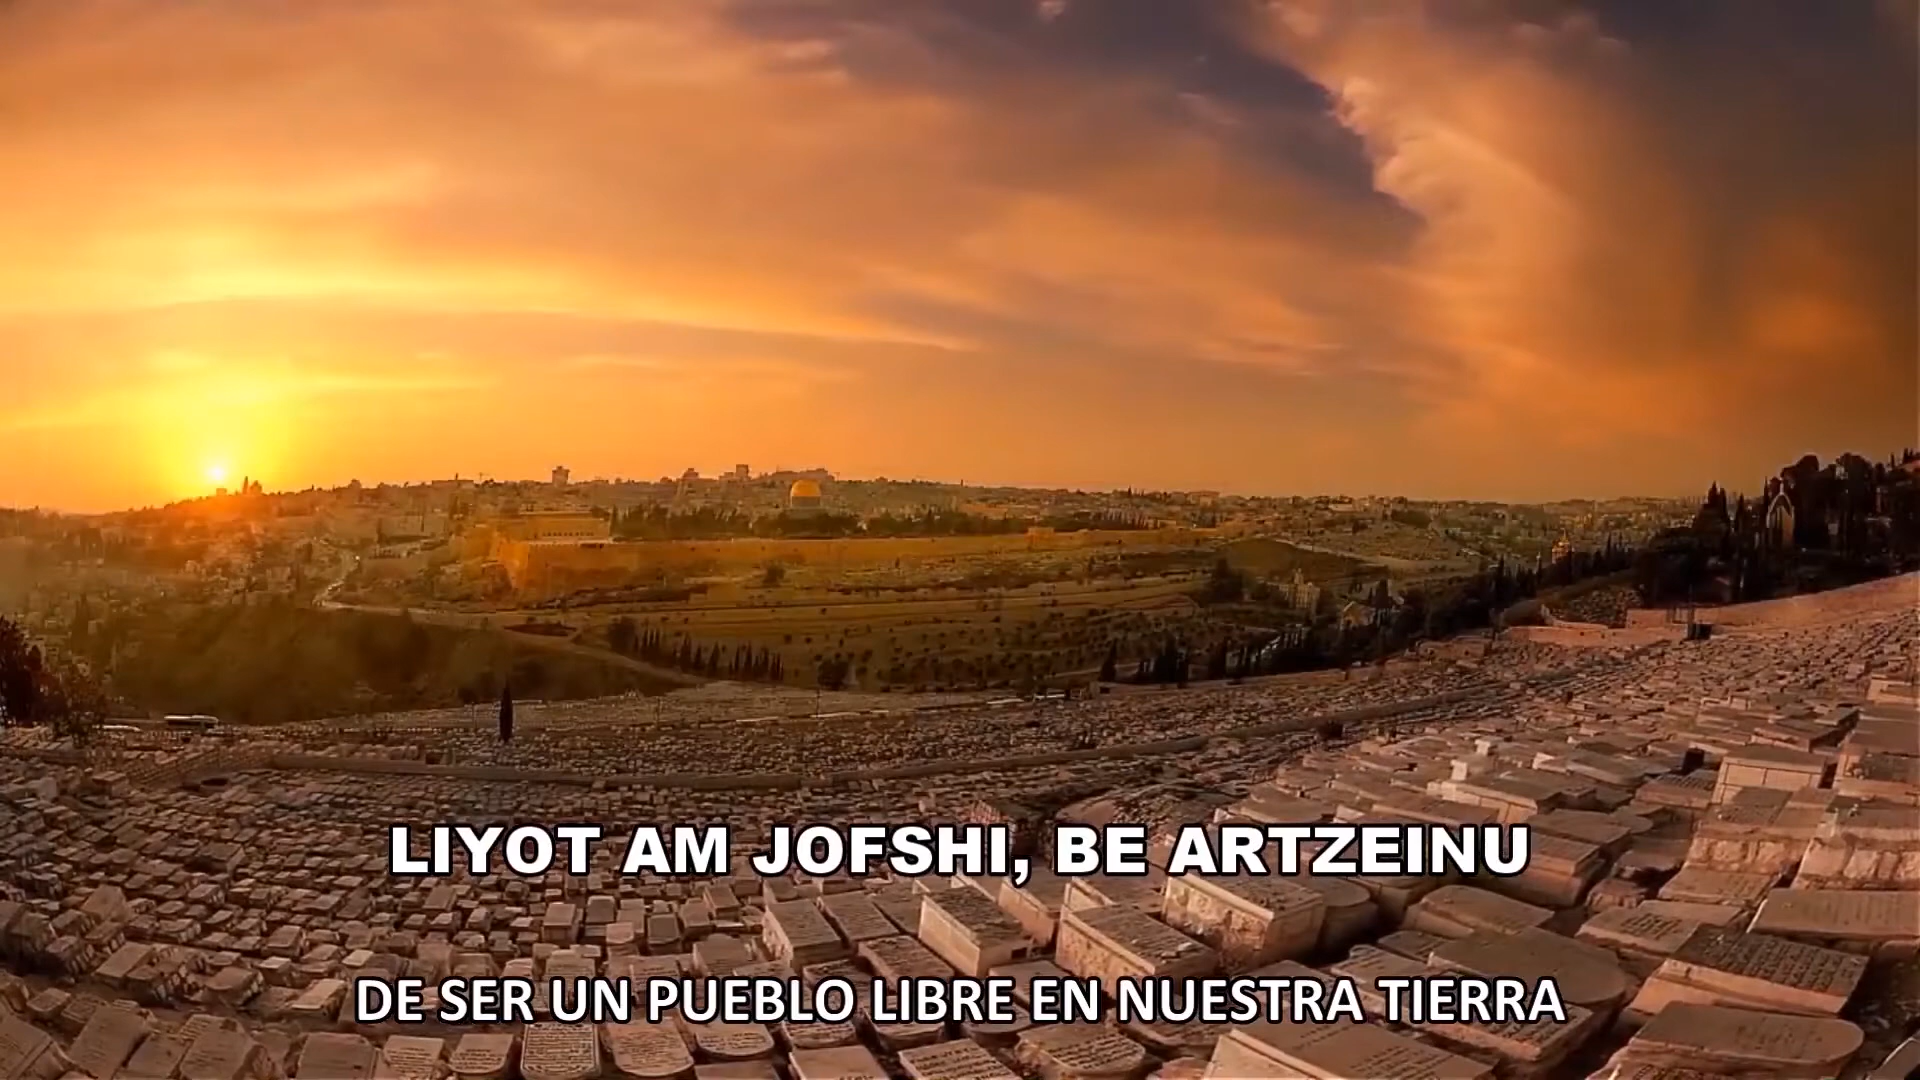 LIYOT AM JOFSHI, BE ARTZEINU
DE SER UN PUEBLO LIBRE EN NUESTRA TIERRA